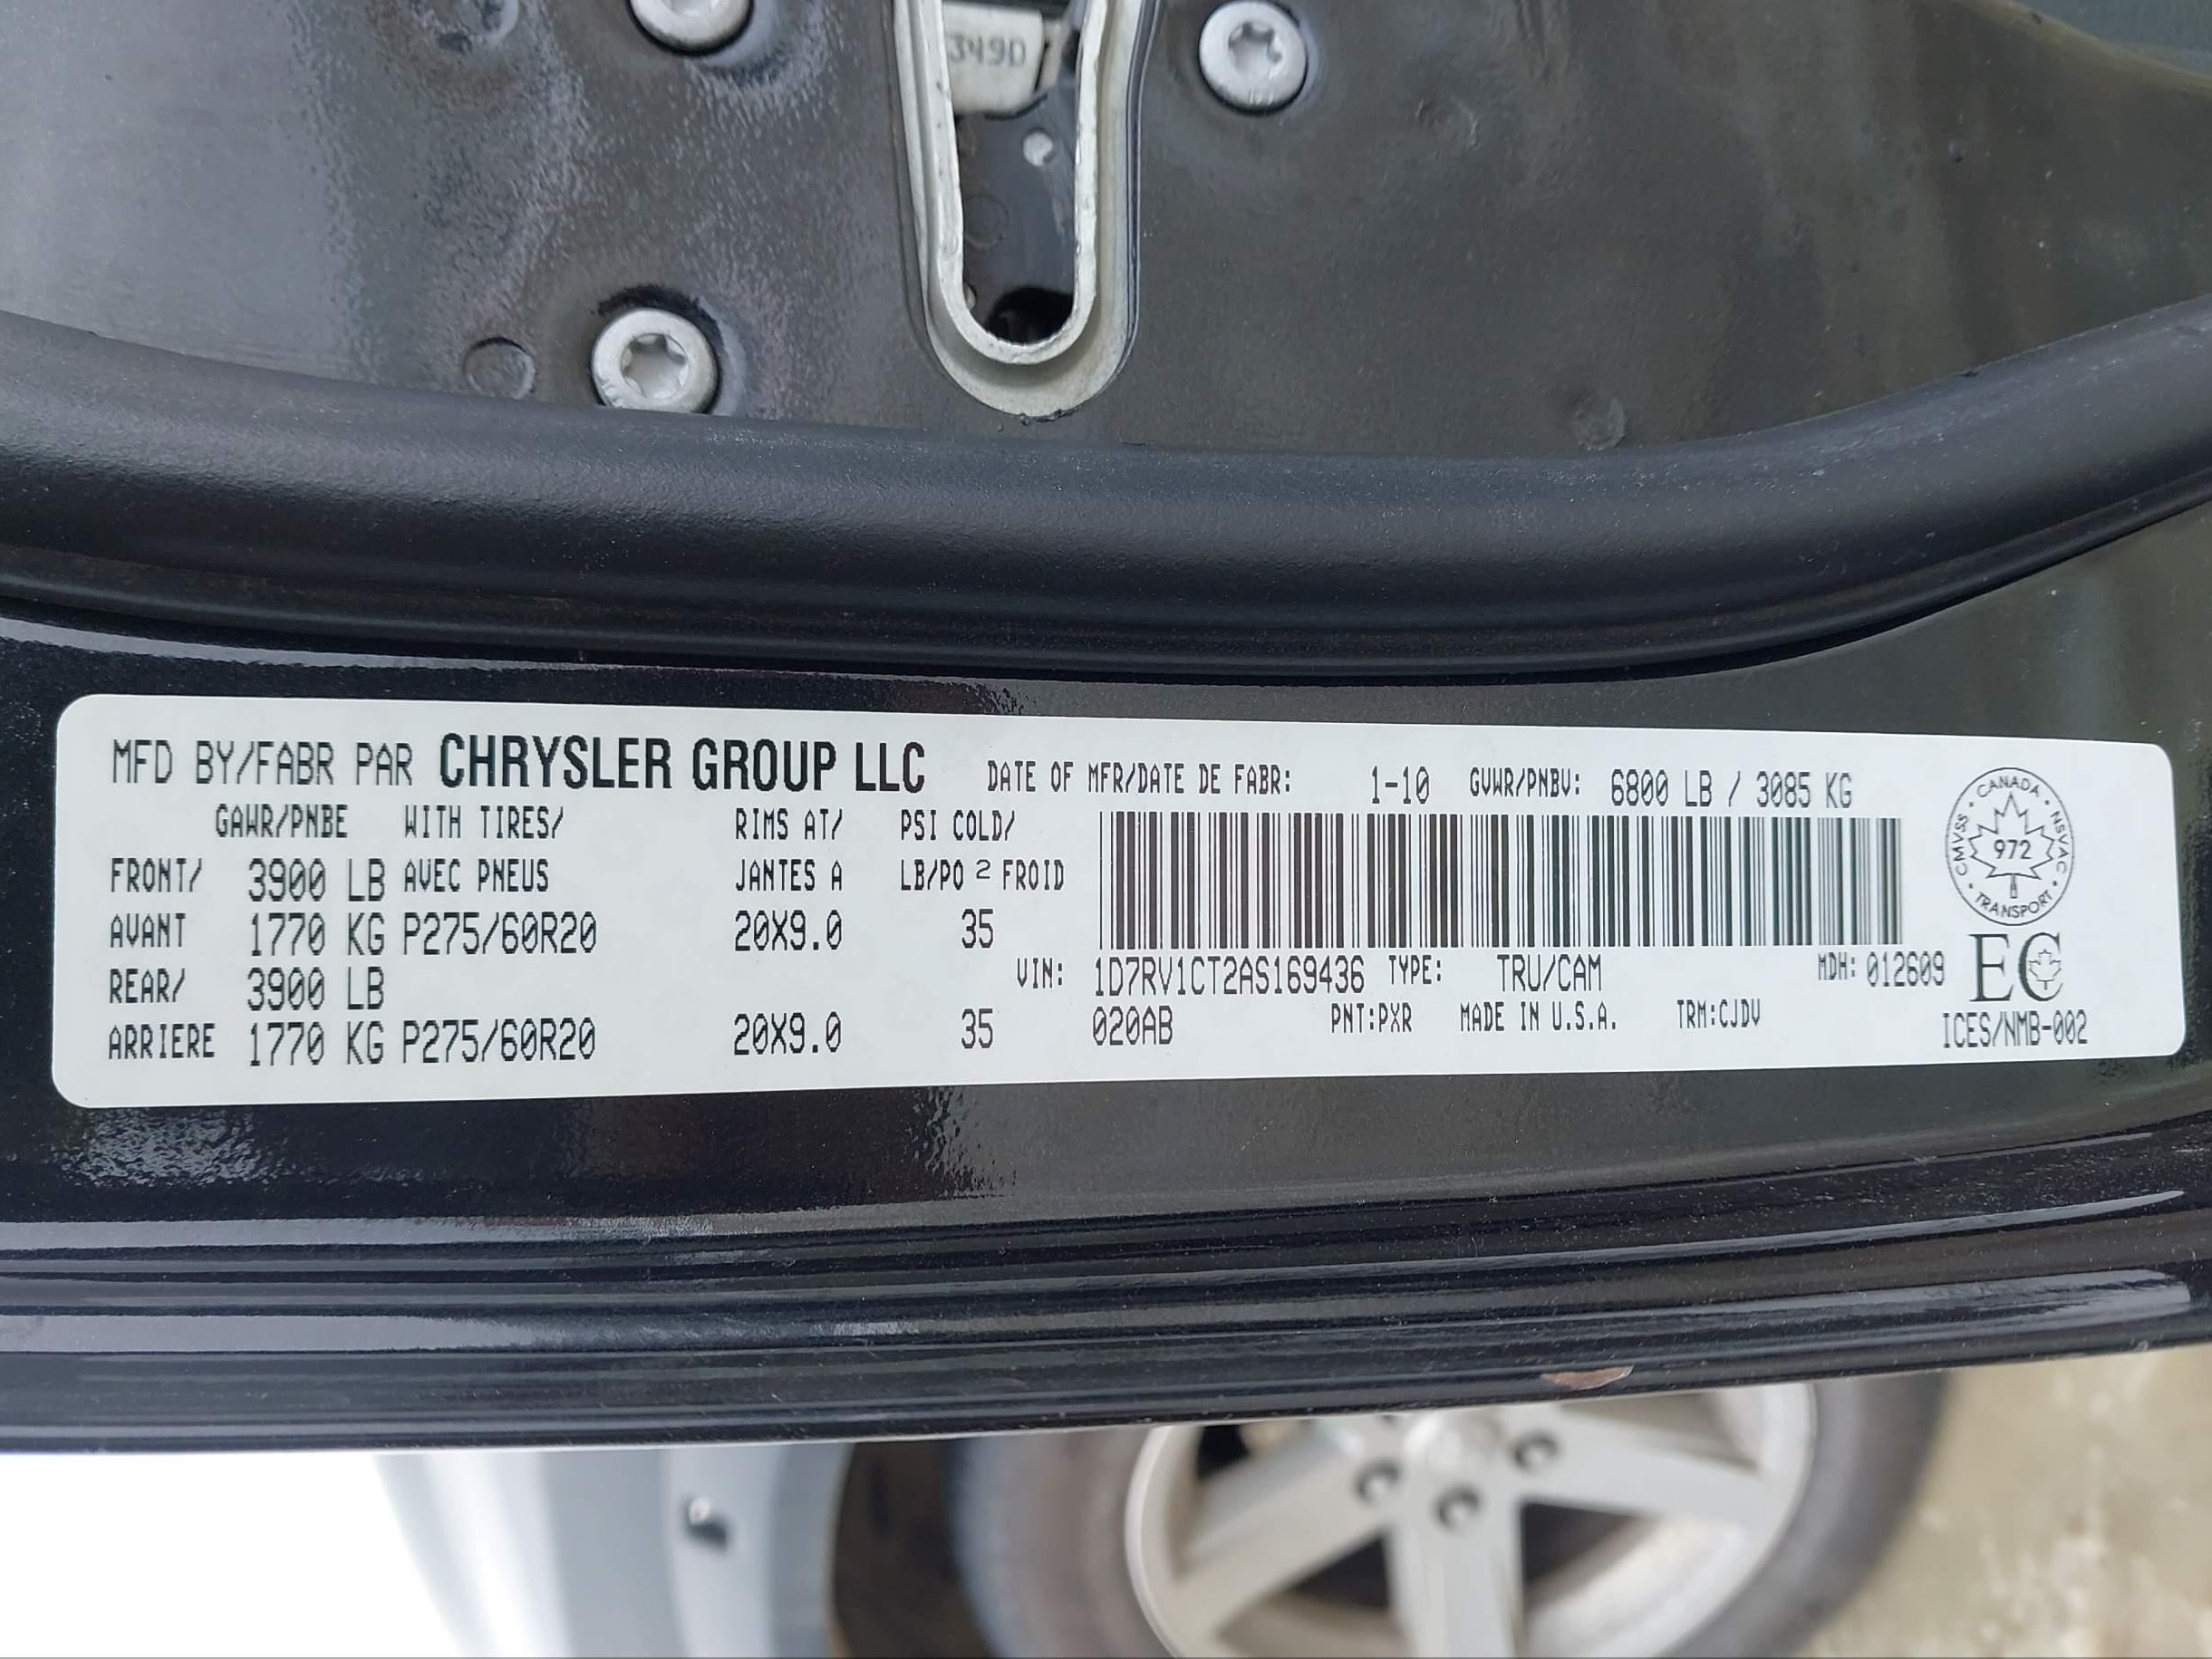 349D
MFD BY/FABR PAR CHRYSLER GROUP LLC DATE OF MFR/DATE DE FABR: 1-10 GVWR/PNBV: 6800 LB / 3085 KG
GAWR/PNBE WITH TIRES/ RIMS AT/ PSI COLD/
FRONT/ 3900 LB AVEC PNEUS JANTES A LB/PO 2 FROID
AVANT 1770 KG P275/60R20 20X9.0 35
REAR/ 3900 LB VIN: 1D7RV1CT2AS169436 TYPE: TRU/CAM MDH: 012609
ARRIERE 1770 KG P275/60R20 20X9.0 35 020AB PNT:PXR MADE IN U.S.A. TRM:CJDV
CANADA
CMVSS 972 NSVAC
TRANSPORT
EC
ICES/NMB-002